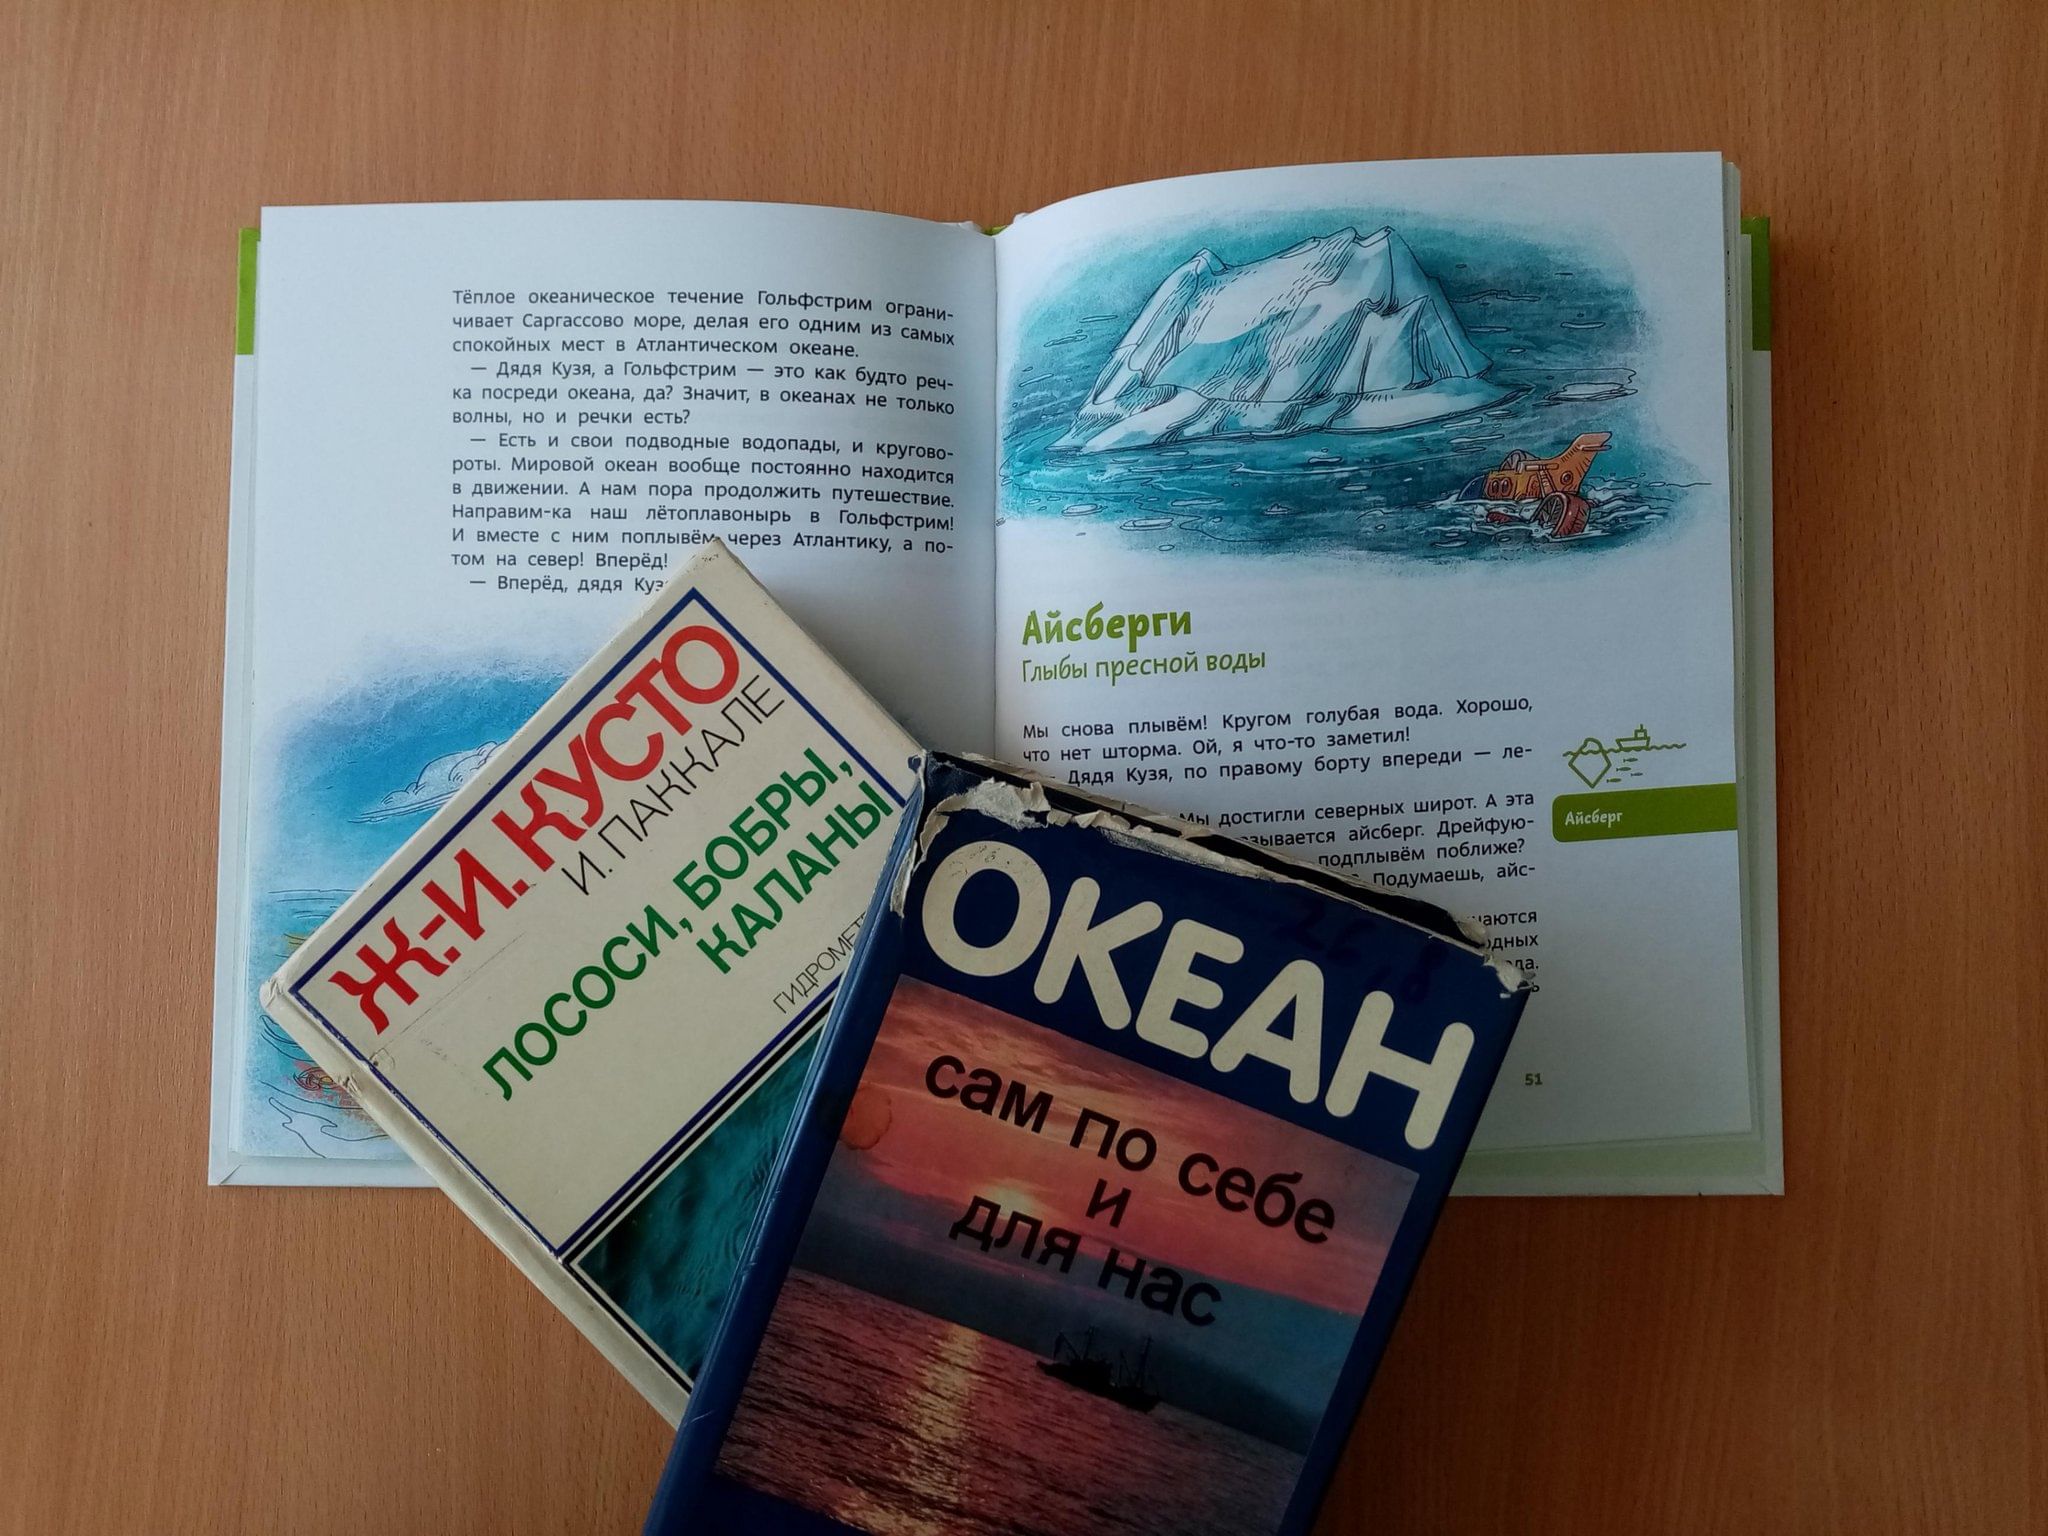 Тёплое океаническое течение Гольфстрим ограни-
чивает Саргассово море, делая его одним из самых
спокойных мест в Атлантическом океане.
— Дядя Кузя, а Гольфстрим — это как будто реч-
ка посреди океана, да? Значит, в океанах не только
волны, но и речки есть?
— Есть и свои подводные водопады, и кругово-
роты. Мировой океан вообще постоянно находится
в движении. А нам пора продолжить путешествие.
Направим-ка наш лётоплавонырь в Гольфстрим!
И вместе с ним поплывём через Атлантику, а по-
том на север! Вперёд!
— Вперёд, дядя
Айсберги
Глыбы пресной воды
Мы снова плывём! Кругом голубая вода. Хорошо,
что нет шторма. Ой, я что-то заметил!
Дядя Кузя, по правому борту впереди — ле-
Мы достигли северных широт. А эта
айсберг. Дрейфую-
подплывём поближе?
Подумаешь, айс-
Айсберг
51
Ж.-И. КУСТО
И. ПАККАЛЕ
ЛОСОСИ, БОБРЫ,
КАЛАНЫ
ОКЕАН
сам по себе
и
для нас
26,8